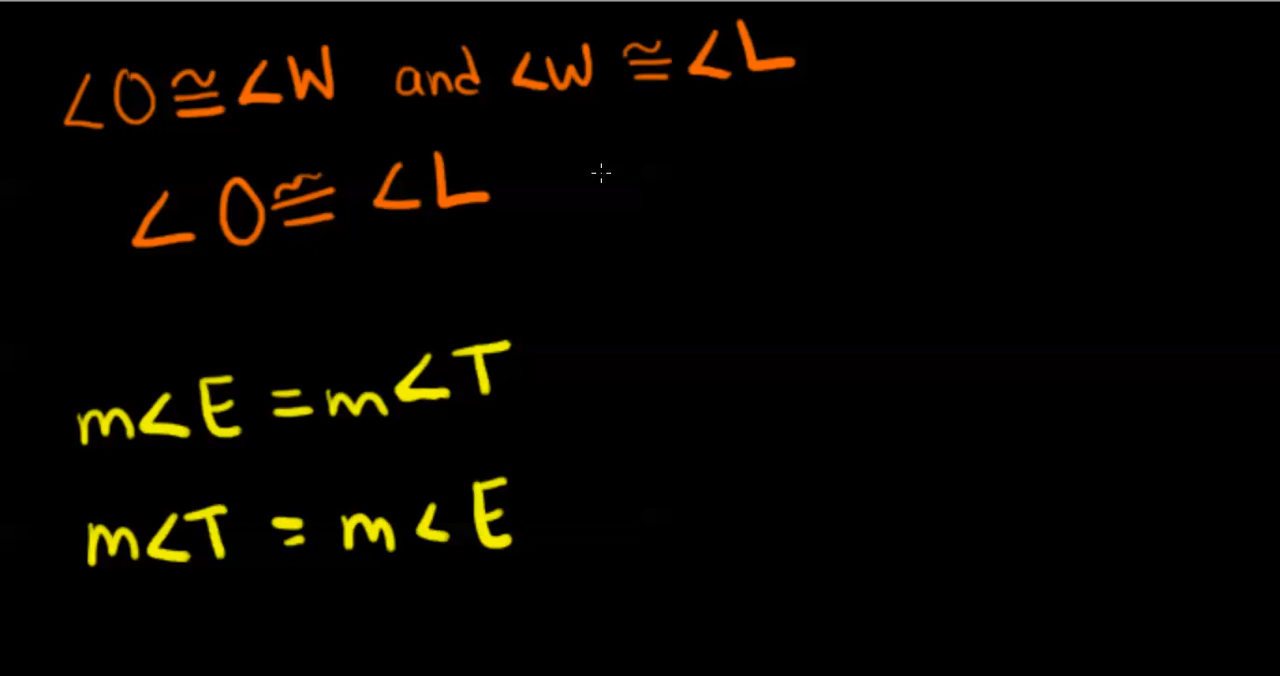 ∠O ≅ ∠W and ∠W ≅ ∠L
∠O ≅ ∠L
m∠E = m∠T
m∠T = m∠E